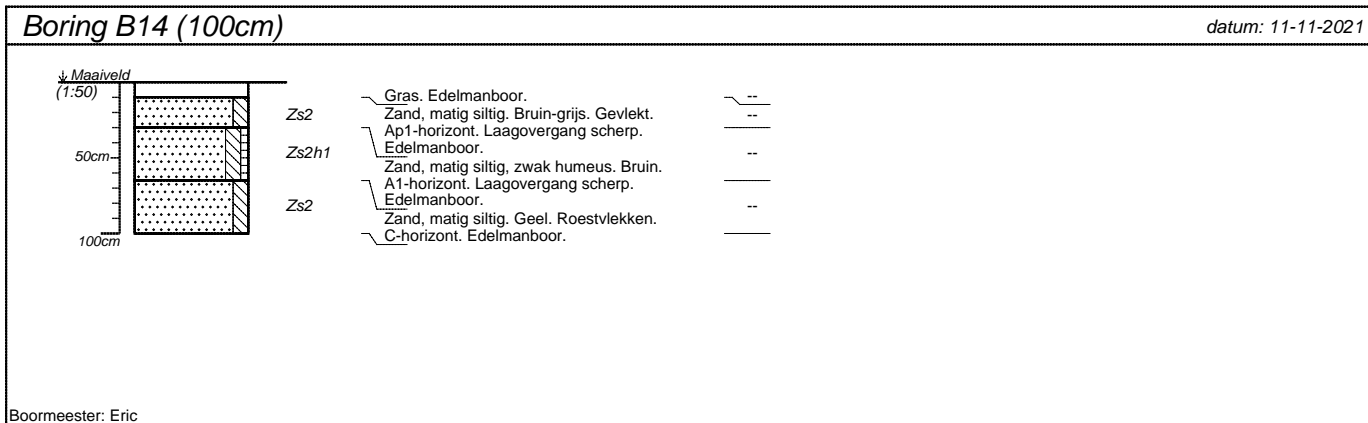 Boring B14 (100cm)
datum: 11-11-2021
Maaiveld
(1:50)
50cm
100cm
Zs2
Zs2h1
Zs2
Gras. Edelmanboor.
Zand, matig siltig. Bruin-grijs. Gevlekt.
Ap1-horizont. Laagovergang scherp.
Edelmanboor.
Zand, matig siltig, zwak humeus. Bruin.
A1-horizont. Laagovergang scherp.
Edelmanboor.
Zand, matig siltig. Geel. Roestvlekken.
C-horizont. Edelmanboor.
--
--
--
--
Boormeester: Eric